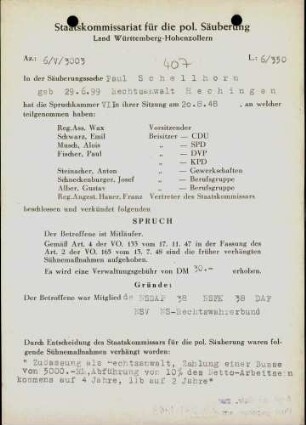 Staatskommissariat für die pol. Säuberung
Land Württemberg-Hohenzollern
Az.: 6/V/3003 L: 6/350
407
In der Säuberungssache Paul Schellhorn
geb 29.6.99 Rechtsanwalt Hechingen
hat die Spruchkammer VI in ihrer Sitzung am 20.8.48 , an welcher
teilgenommen haben:
Reg.Ass. Wax Vorsitzender
Schwarz, Emil Beisitzer — CDU
Musch, Alois „ — SPD
Fischer, Paul „ — DVP
„ — KPD
Steinacher, Anton „ — Gewerkschaften
Schneckenburger, Josef „ — Berufsgruppe
Alber, Gustav „ — Berufsgruppe
Reg.Angest. Hauer, Franz Vertreter des Staatskommissars
beschlossen und verkündet folgenden
SPRUCH
Der Betroffene ist Mitläufer.
Gemäß Art. 4 der VO. 133 vom 17. 11. 47 in der Fassung des
Art. 2 der VO. 165 vom 13. 7. 48 sind die früher verhängten
Sühnemaßnahmen aufgehoben.
Es wird eine Verwaltungsgebühr von DM 30.- erhoben.
Gründe:
Der Betroffene war Mitglied de NSDAP 38 NSFK 38 DAF
NSV NS-Rechtswahrerbund
Durch Entscheidung des Staatskommissars für die pol. Säuberung waren fol-
gende Sühnemaßnahmen verhängt worden:
" Zulassung als Rechtsanwalt, Zahlung einer Busse
von 3000.-RM, Abführung von 10% des Netto-Arbeitsein
kommens auf 4 Jahre, lib auf 2 Jahre"